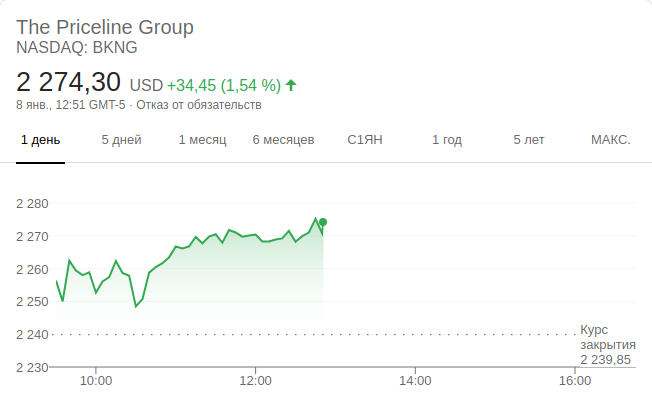 The Priceline Group
NASDAQ: BKNG
2 274,30 USD +34,45 (1,54 %)
8 янв., 12:51 GMT-5 · Отказ от обязательств
1 день 5 дней 1 месяц 6 месяцев С1ЯН 1 год 5 лет МАКС.
2 280
2 270
2 260
2 250
2 240
Курс
закрытия
2 239,85
2 230
10:00 12:00 14:00 16:00